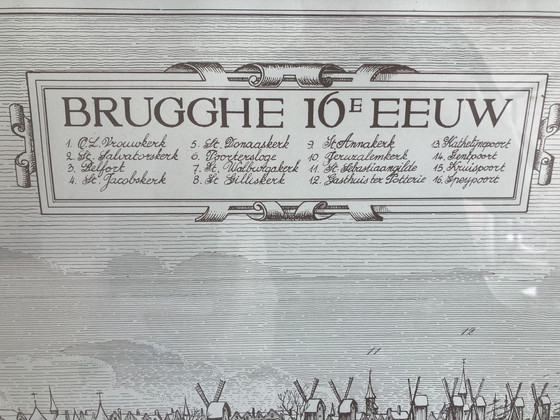 BRUGGHE 16E EEUW
1. O.L. Vrouwkerk
2. St. Salvatorskerk
3. Belfort
4. St. Jacobskerk
5. St. Donaaskerk
6. Poortersloge
7. St. Walburgakerk
8. St. Gilliskerk
9. St Annakerk
10. Jeruzalemkerk
11. St. Sebastiaangilde
12. Gasthuis ter Potterie
13. Kathelijnepoort
14. Gentpoort
15. Kruispoort
16. Speypoort
12
11